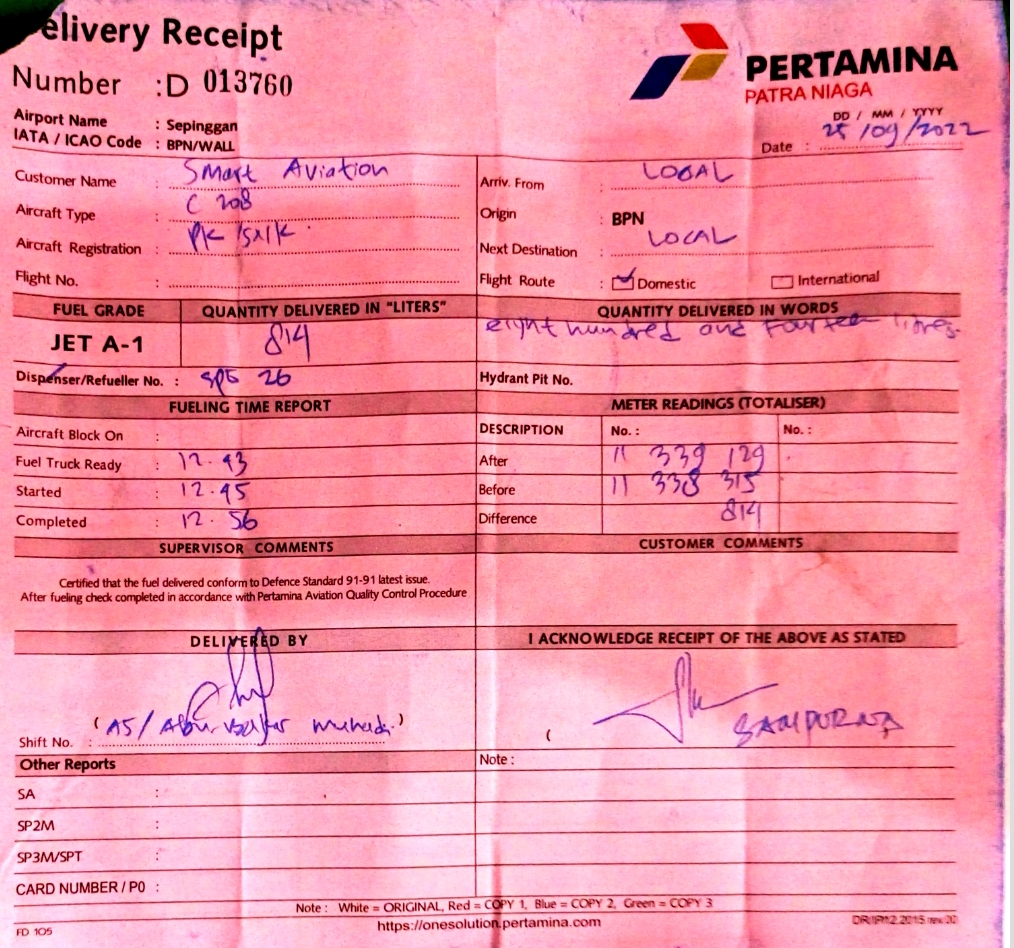 elivery Receipt
Number : D 013760
PERTAMINA
PATRA NIAGA
Airport Name : Sepinggan
IATA / ICAO Code : BPN/WALL
DD / MM / YYYY
Date : 25/09/2022
Customer Name : Smart Aviation
Arriv. From : LOCAL
Aircraft Type : C 208
Origin : BPN
Aircraft Registration :
Next Destination : LOCAL
Flight No. :
Flight Route : Domestic International
FUEL GRADE QUANTITY DELIVERED IN "LITERS" QUANTITY DELIVERED IN WORDS
JET A-1 814 eight hundred and fourteen litres.
Dispenser/Refueller No. : 26
Hydrant Pit No.
FUELING TIME REPORT METER READINGS (TOTALISER)
Aircraft Block On :
DESCRIPTION No. : No. :
Fuel Truck Ready : 12.43
After 11 339 129
Started : 12.45
Before 11 338 315
Completed : 12.56
Difference 814
SUPERVISOR COMMENTS CUSTOMER COMMENTS
Certified that the fuel delivered conform to Defence Standard 91-91 latest issue.
After fueling check completed in accordance with Pertamina Aviation Quality Control Procedure
DELIVERED BY I ACKNOWLEDGE RECEIPT OF THE ABOVE AS STATED
(A5/Abu )
SAMPURNA
Shift No. : (
Other Reports Note :
SA :
SP2M :
SP3M/SPT :
CARD NUMBER / PO :
Note : White = ORIGINAL, Red = COPY 1, Blue = COPY 2, Green = COPY 3
FD 105 https://onesolution.pertamina.com